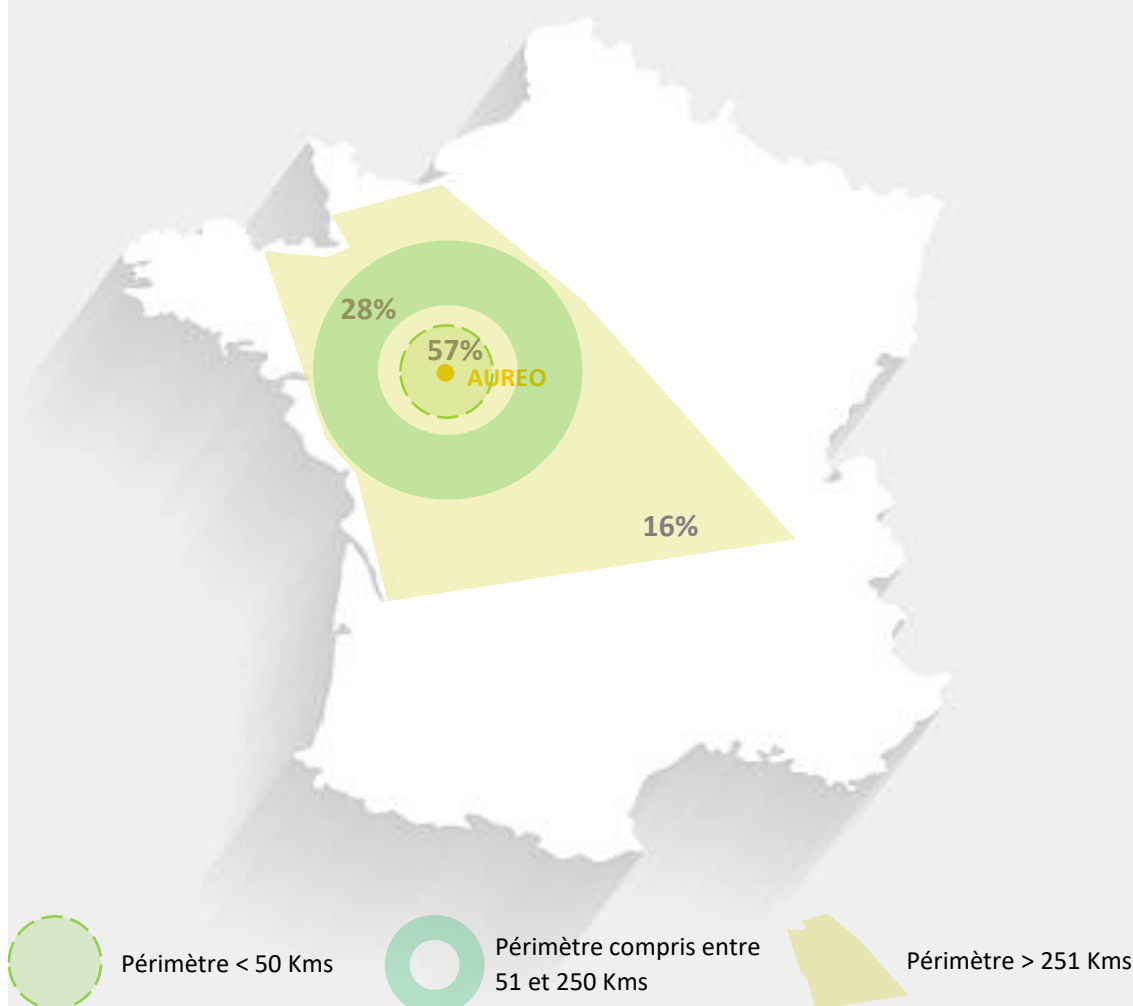 28%
57%
AUREO
16%
Périmètre < 50 Kms
Périmètre compris entre
51 et 250 Kms
Périmètre > 251 Kms